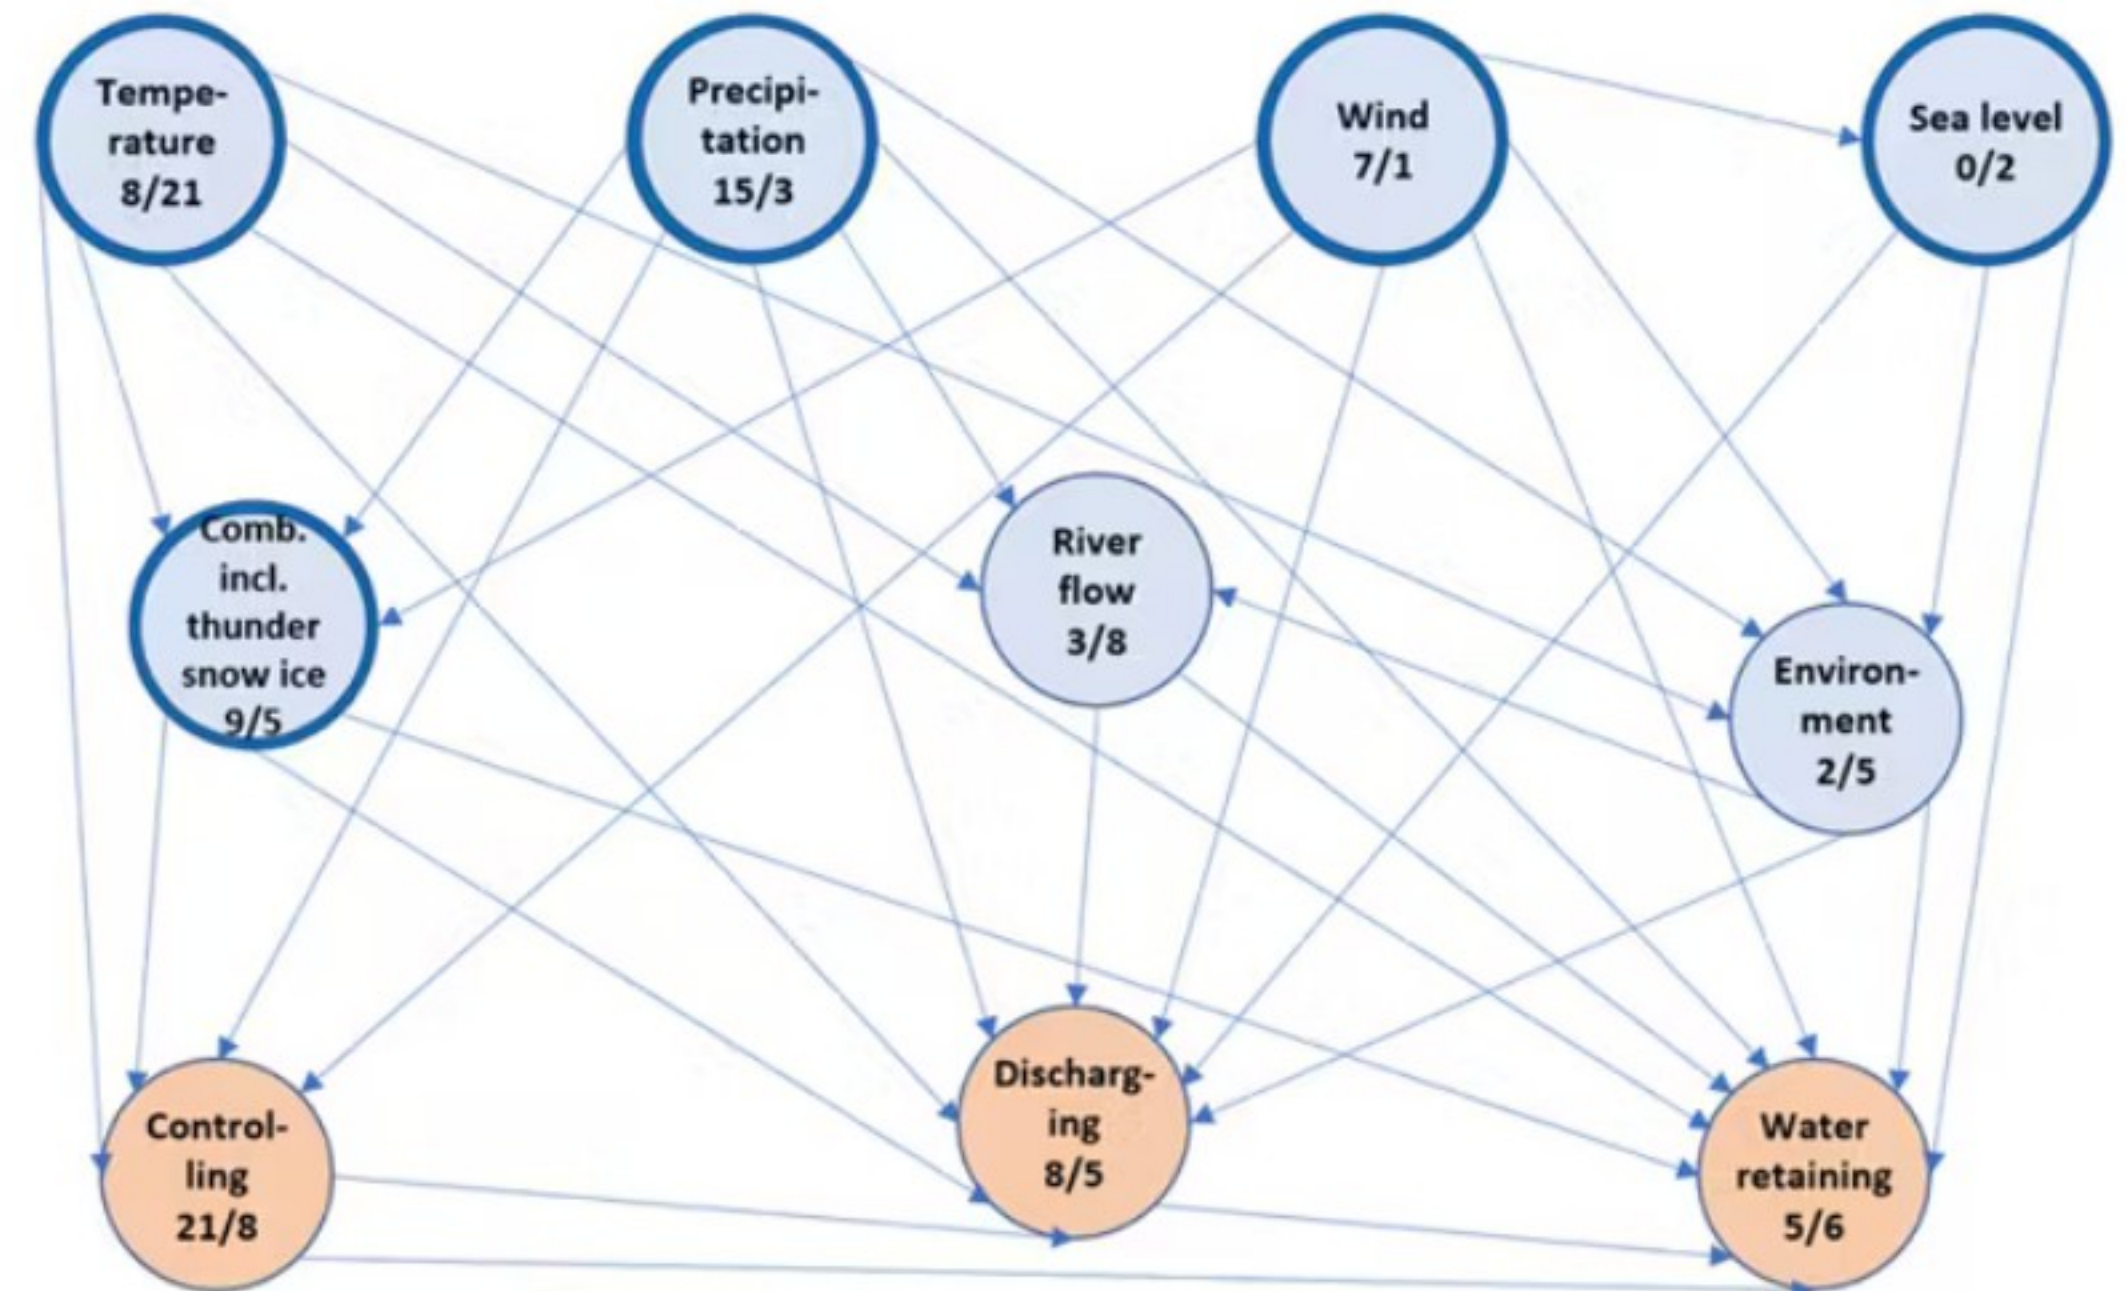 Tempe-
rature
8/21
Precipi-
tation
15/3
Wind
7/1
Sea level
0/2
Comb.
incl.
thunder
snow ice
9/5
River
flow
3/8
Environ-
ment
2/5
Control-
ling
21/8
Discharg-
ing
8/5
Water
retaining
5/6